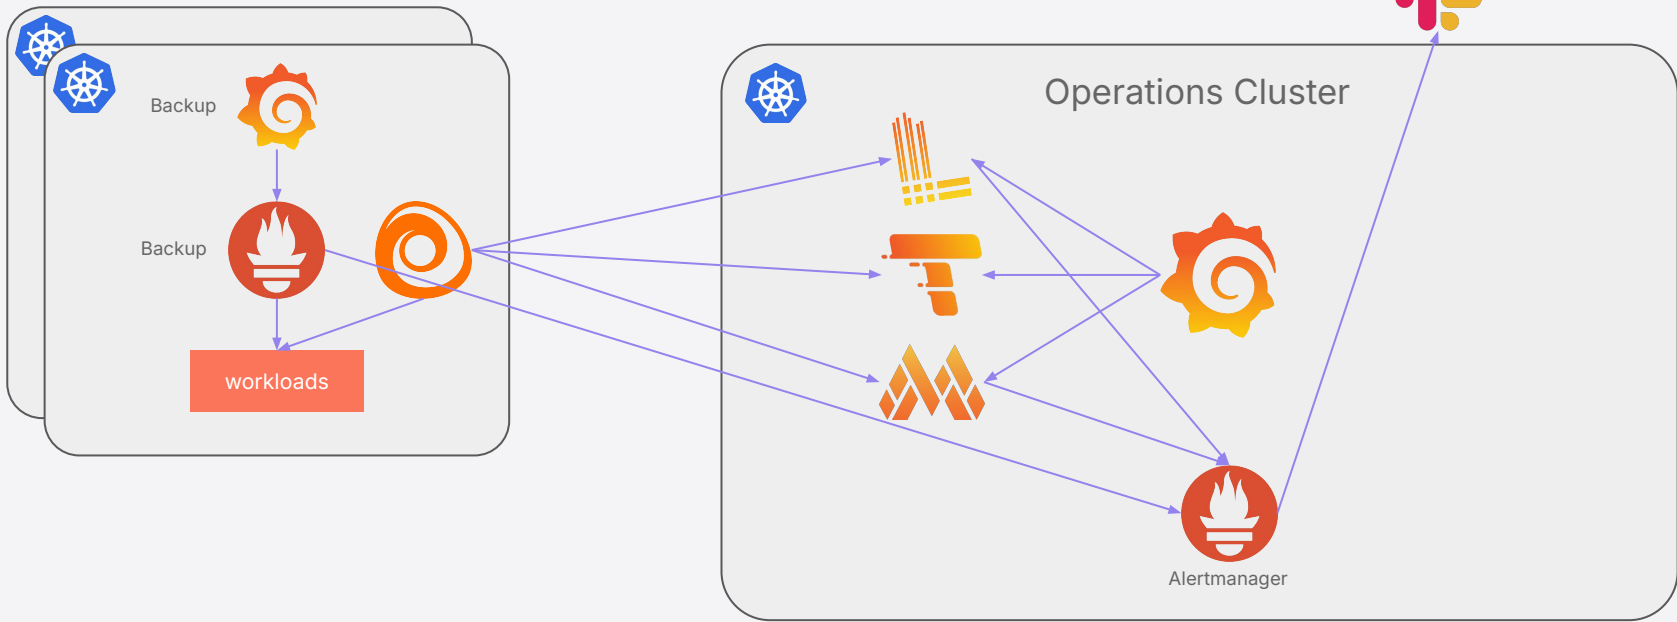 Operations Cluster
Backup
Backup
workloads
Alertmanager